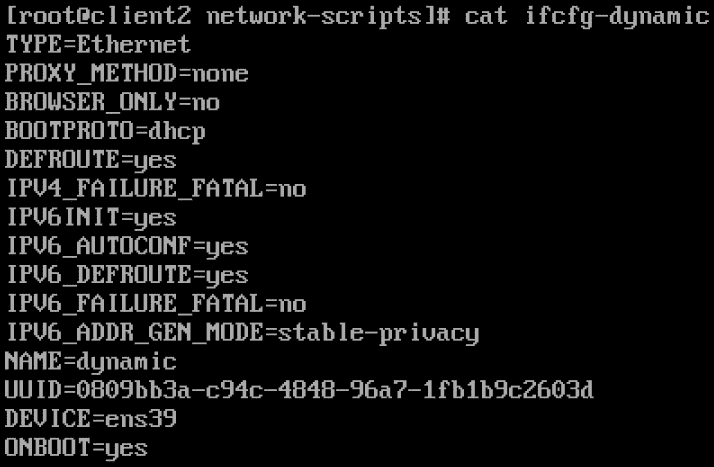 [root@client2 network-scripts]# cat ifcfg-dynamic
TYPE=Ethernet
PROXY_METHOD=none
BROWSER_ONLY=no
BOOTPROTO=dhcp
DEFROUTE=yes
IPV4_FAILURE_FATAL=no
IPV6INIT=yes
IPV6_AUTOCONF=yes
IPV6_DEFROUTE=yes
IPV6_FAILURE_FATAL=no
IPV6_ADDR_GEN_MODE=stable-privacy
NAME=dynamic
UUID=0809bb3a-c94c-4848-96a7-1fb1b9c2603d
DEVICE=ens39
ONBOOT=yes